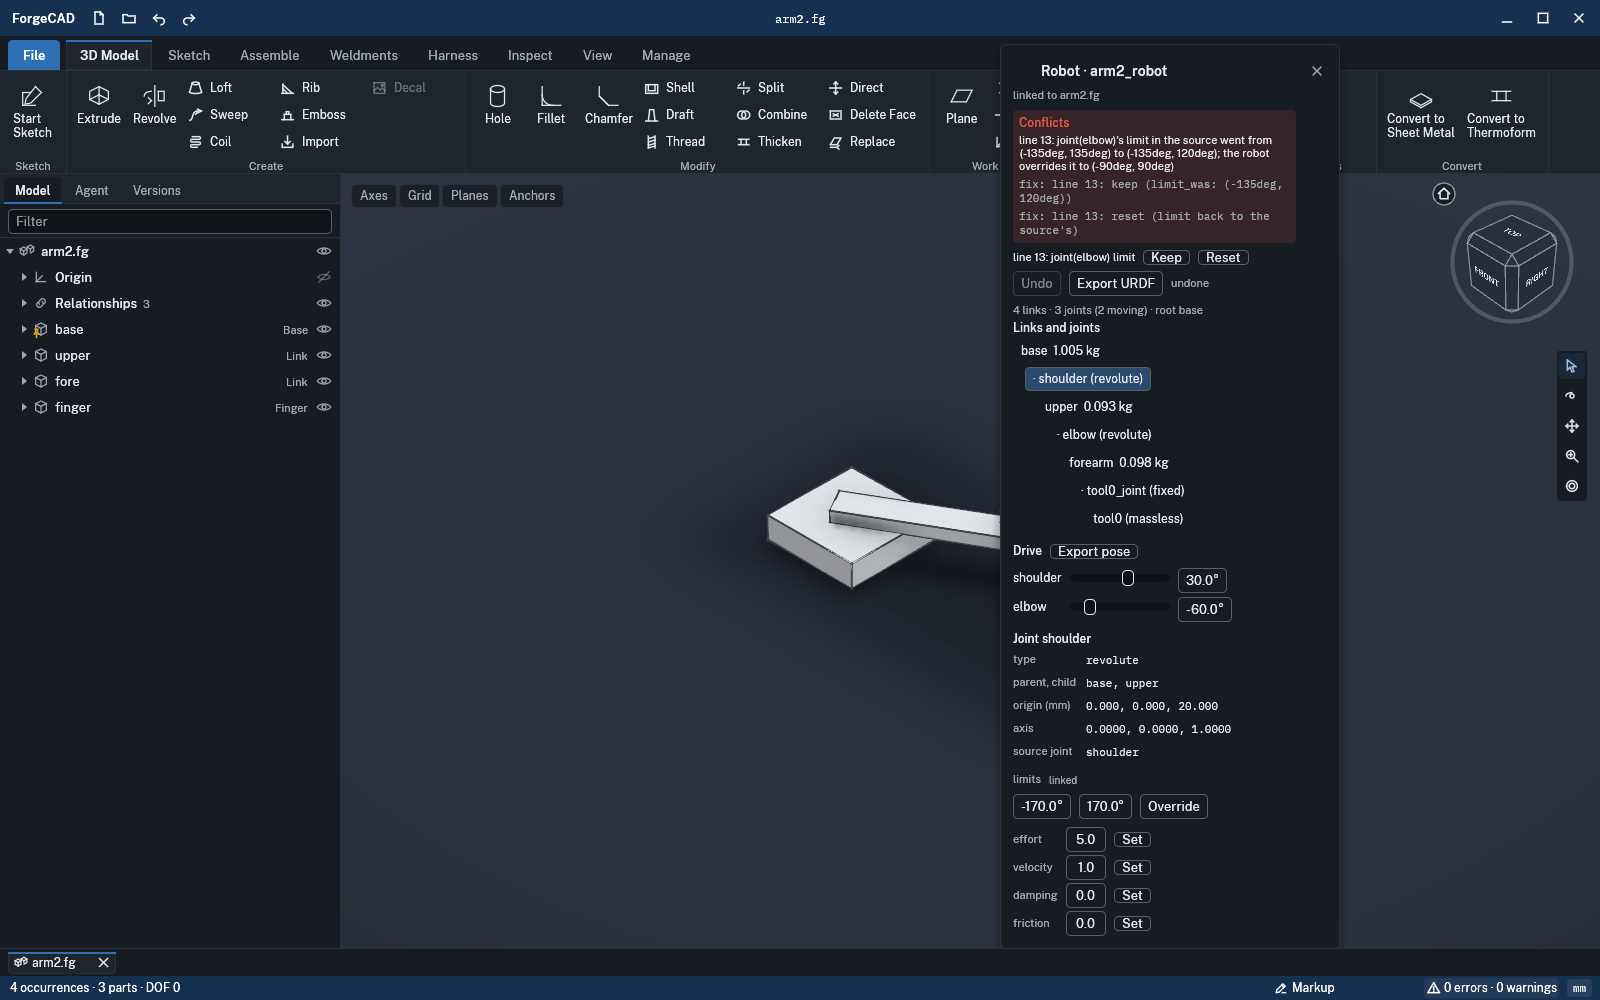 ForgeCAD
arm2.fg
File
3D Model
Sketch
Assemble
Weldments
Harness
Inspect
View
Manage
Start
Sketch
Sketch
Extrude
Revolve
Loft
Sweep
Coil
Rib
Emboss
Import
Decal
Create
Hole
Fillet
Chamfer
Shell
Draft
Thread
Split
Combine
Thicken
Direct
Delete Face
Replace
Modify
Plane
Work
Convert to
Sheet Metal
Convert to
Thermoform
Convert
Model
Agent
Versions
Filter
arm2.fg
Origin
Relationships 3
base Base
upper Link
fore Link
finger Finger
Axes
Grid
Planes
Anchors
TOP
FRONT
RIGHT
Robot · arm2_robot
linked to arm2.fg
Conflicts
line 13: joint(elbow)'s limit in the source went from
(-135deg, 135deg) to (-135deg, 120deg); the robot
overrides it to (-90deg, 90deg)
fix: line 13: keep (limit_was: (-135deg,
120deg))
fix: line 13: reset (limit back to the
source's)
line 13: joint(elbow) limit Keep Reset
Undo Export URDF undone
4 links · 3 joints (2 moving) · root base
Links and joints
base 1.005 kg
· shoulder (revolute)
upper 0.093 kg
· elbow (revolute)
forearm 0.098 kg
· tool0_joint (fixed)
tool0 (massless)
Drive Export pose
shoulder 30.0°
elbow -60.0°
Joint shoulder
type revolute
parent, child base, upper
origin (mm) 0.000, 0.000, 20.000
axis 0.0000, 0.0000, 1.0000
source joint shoulder
limits linked
-170.0° 170.0° Override
effort 5.0 Set
velocity 1.0 Set
damping 0.0 Set
friction 0.0 Set
arm2.fg
4 occurrences · 3 parts · DOF 0
Markup
0 errors · 0 warnings
mm